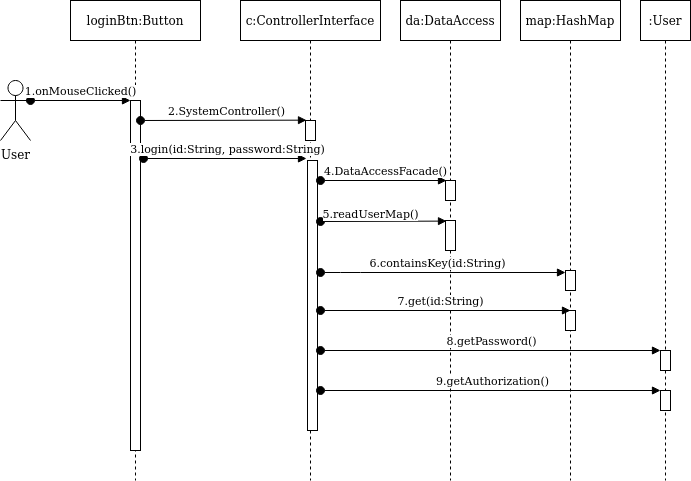 loginBtn:Button
c:ControllerInterface
da:DataAccess
map:HashMap
:User
1.onMouseClicked()
2.SystemController()
3.login(id:String, password:String)
User
4.DataAccessFacade()
5.readUserMap()
6.containsKey(id:String)
7.get(id:String)
8.getPassword()
9.getAuthorization()